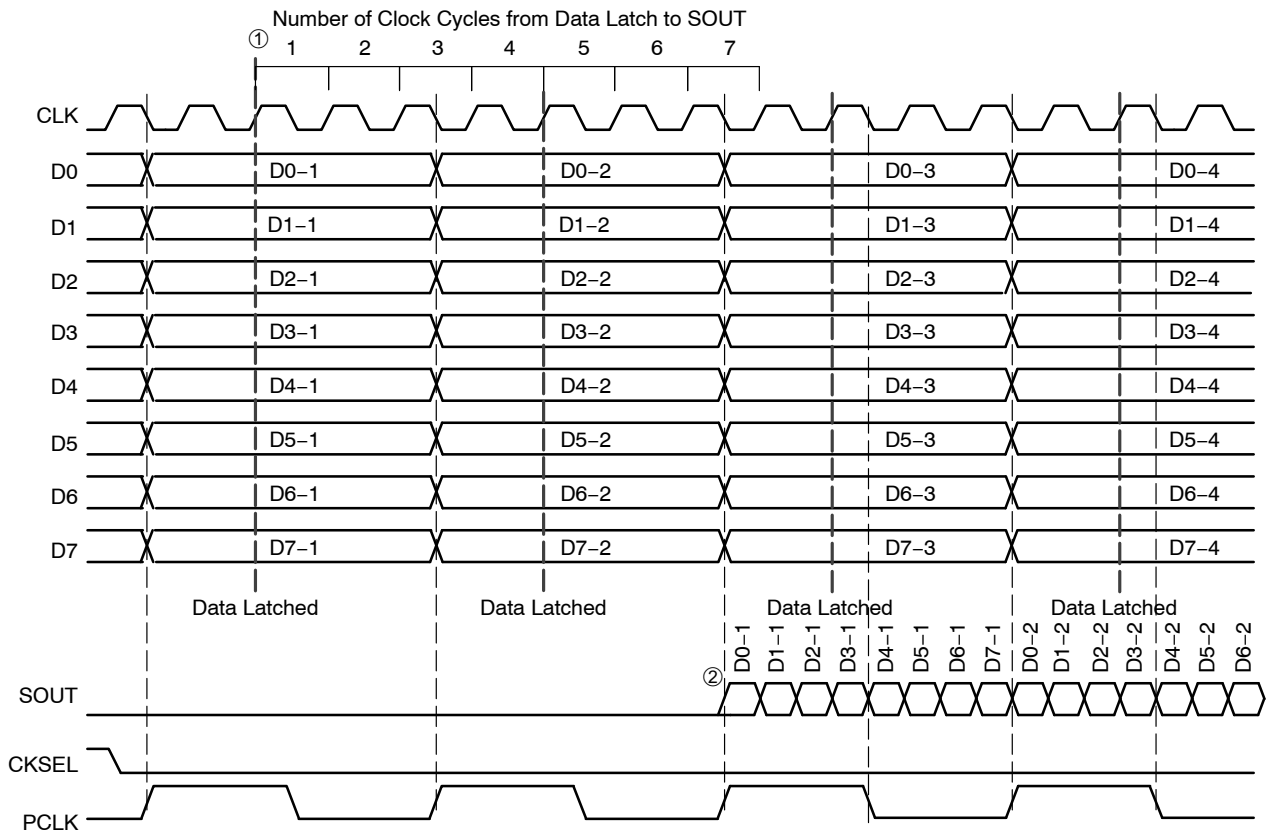 Number of Clock Cycles from Data Latch to SOUT
① 1 2 3 4 5 6 7
CLK
D0 D0−1 D0−2 D0−3 D0−4
D1 D1−1 D1−2 D1−3 D1−4
D2 D2−1 D2−2 D2−3 D2−4
D3 D3−1 D3−2 D3−3 D3−4
D4 D4−1 D4−2 D4−3 D4−4
D5 D5−1 D5−2 D5−3 D5−4
D6 D6−1 D6−2 D6−3 D6−4
D7 D7−1 D7−2 D7−3 D7−4
Data Latched Data Latched Data Latched Data Latched
D0−1 D1−1 D2−1 D3−1 D4−1 D5−1 D6−1 D7−1 D0−2 D1−2 D2−2 D3−2 D4−2 D5−2 D6−2
②
SOUT
CKSEL
PCLK